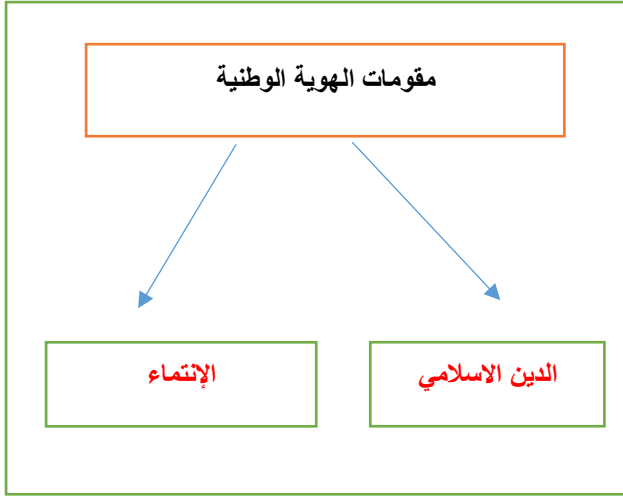 مقومات الهوية الوطنية
الدين الاسلامي
الإنتماء